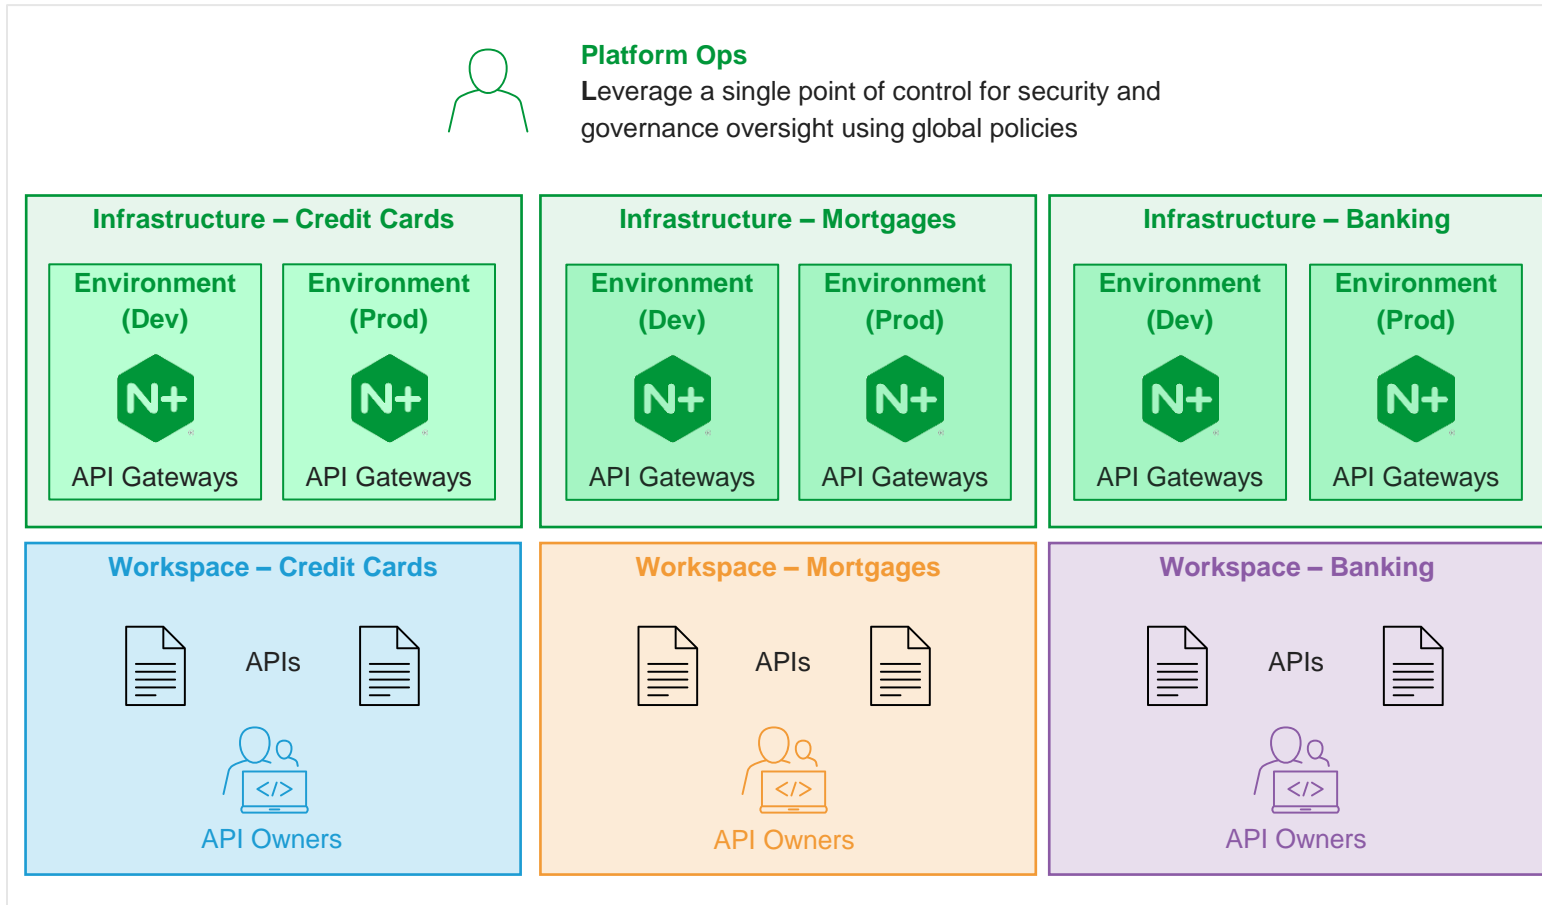 Platform Ops
Leverage a single point of control for security and
governance oversight using global policies
Infrastructure – Credit Cards
Environment
(Dev)
N+
API Gateways
Environment
(Prod)
N+
API Gateways
Infrastructure – Mortgages
Environment
(Dev)
N+
API Gateways
Environment
(Prod)
N+
API Gateways
Infrastructure – Banking
Environment
(Dev)
N+
API Gateways
Environment
(Prod)
N+
API Gateways
Workspace – Credit Cards
APIs
</>
API Owners
Workspace – Mortgages
APIs
</>
API Owners
Workspace – Banking
APIs
</>
API Owners